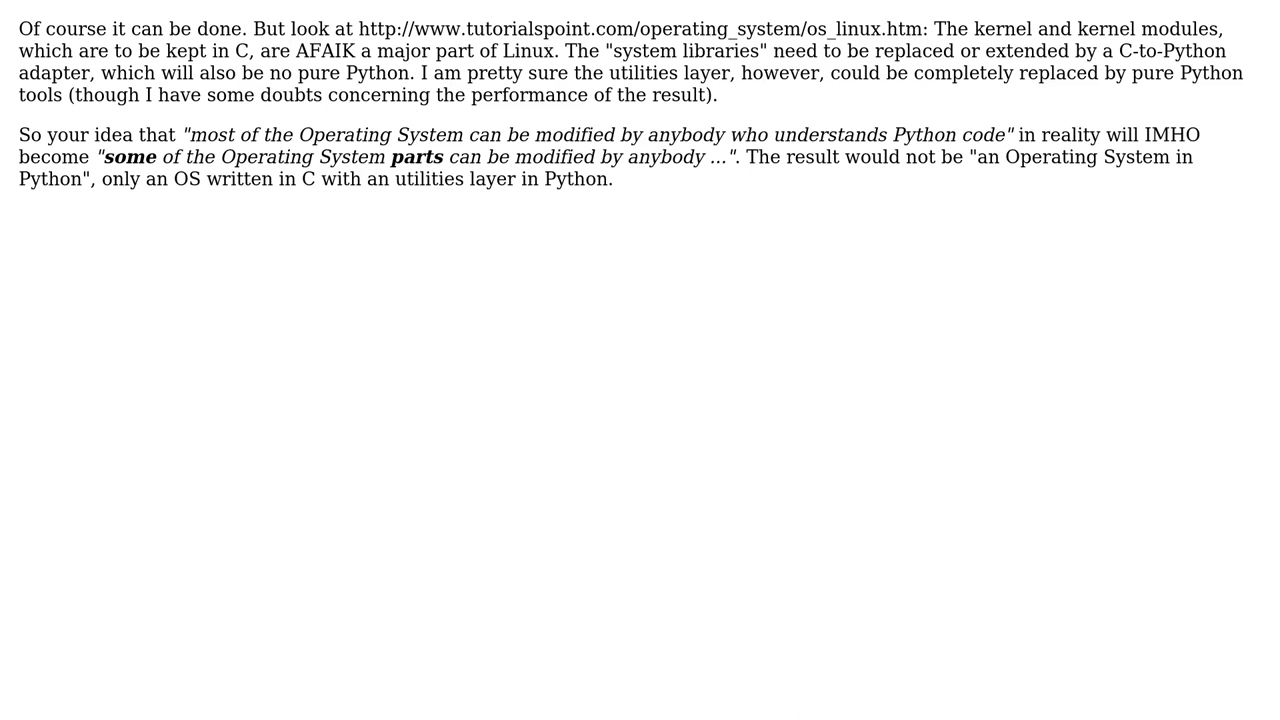 Of course it can be done. But look at http://www.tutorialspoint.com/operating_system/os_linux.htm: The kernel and kernel modules,
which are to be kept in C, are AFAIK a major part of Linux. The "system libraries" need to be replaced or extended by a C-to-Python
adapter, which will also be no pure Python. I am pretty sure the utilities layer, however, could be completely replaced by pure Python
tools (though I have some doubts concerning the performance of the result).
So your idea that "most of the Operating System can be modified by anybody who understands Python code" in reality will IMHO
become "some of the Operating System parts can be modified by anybody ...". The result would not be "an Operating System in
Python", only an OS written in C with an utilities layer in Python.